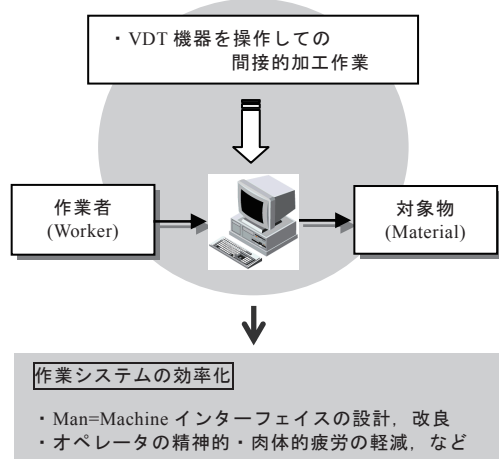 ・VDT 機器を操作しての
間接的加工作業
作業者
(Worker)
対象物
(Material)
作業システムの効率化
・Man=Machine インターフェイスの設計，改良
・オペレータの精神的・肉体的疲労の軽減，など